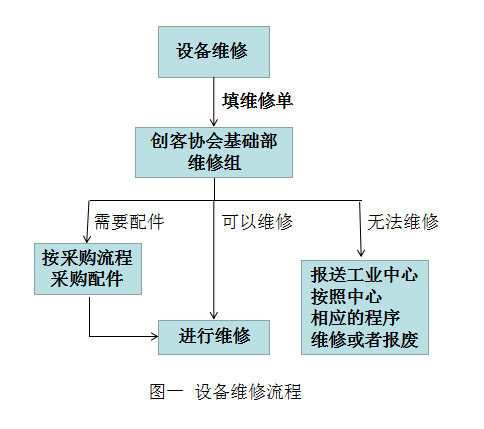 设备维修
填维修单
创客协会基础部
维修组
需要配件
可以维修
无法维修
按采购流程
采购配件
报送工业中心
按照中心
相应的程序
维修或者报废
进行维修
图一 设备维修流程